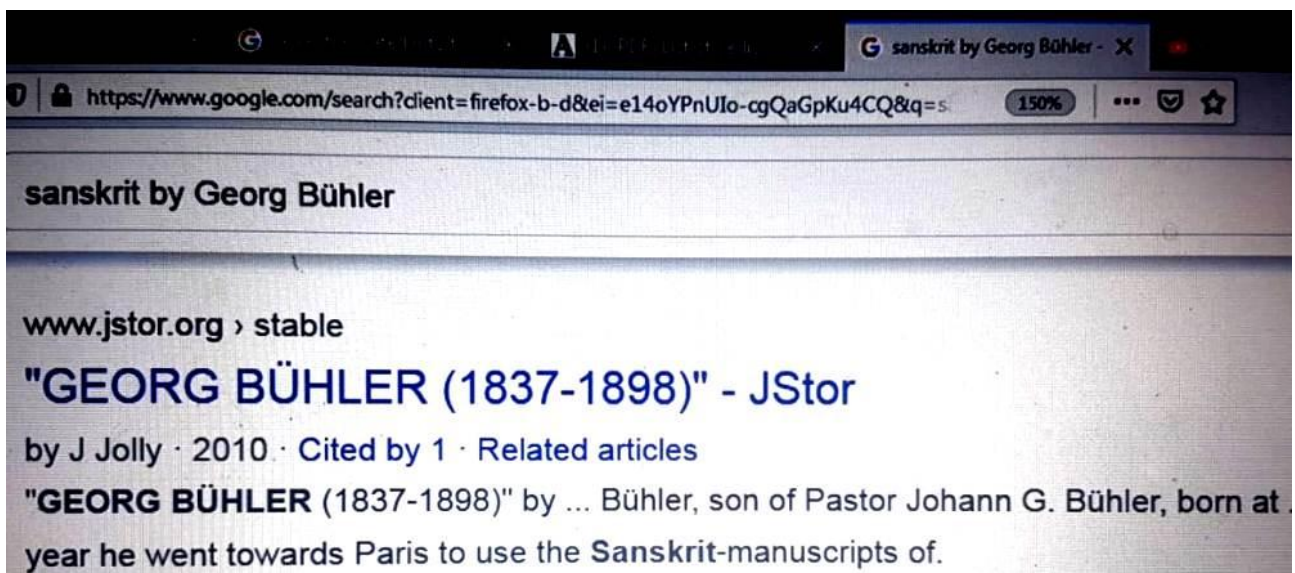 sanskrit by Georg Bühler -
https://www.google.com/search?client=firefox-b-d&ei=e14oYPnUIo-cgQaGpKu4CQ&q=s 150%
sanskrit by Georg Bühler
www.jstor.org › stable
"GEORG BÜHLER (1837-1898)" - JStor
by J Jolly · 2010 · Cited by 1 · Related articles
"GEORG BÜHLER (1837-1898)" by ... Bühler, son of Pastor Johann G. Bühler, born at .
year he went towards Paris to use the Sanskrit-manuscripts of.